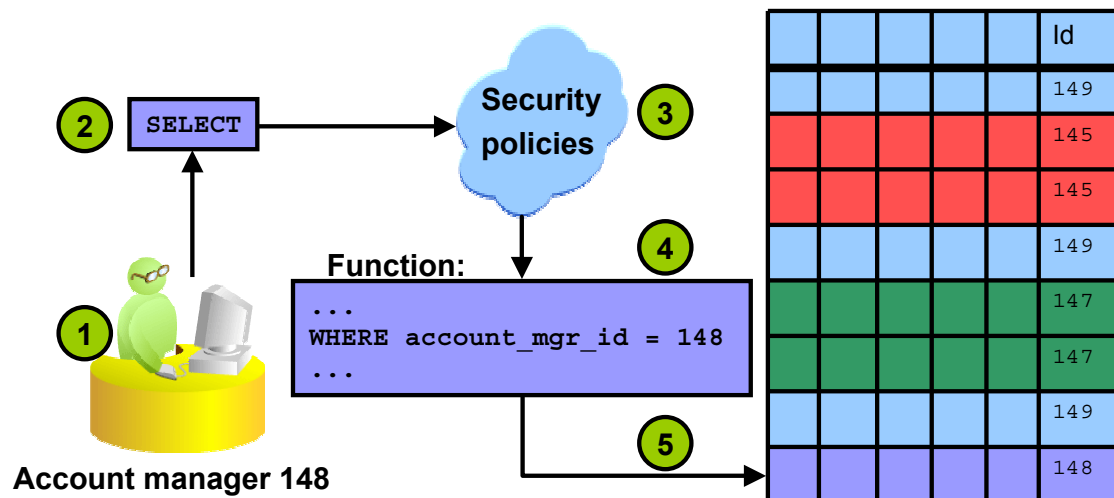 2
SELECT
Security
policies
3
1
Account manager 148
Function:
4
...
WHERE account_mgr_id = 148
...
5
Id
149
145
145
149
147
147
149
148